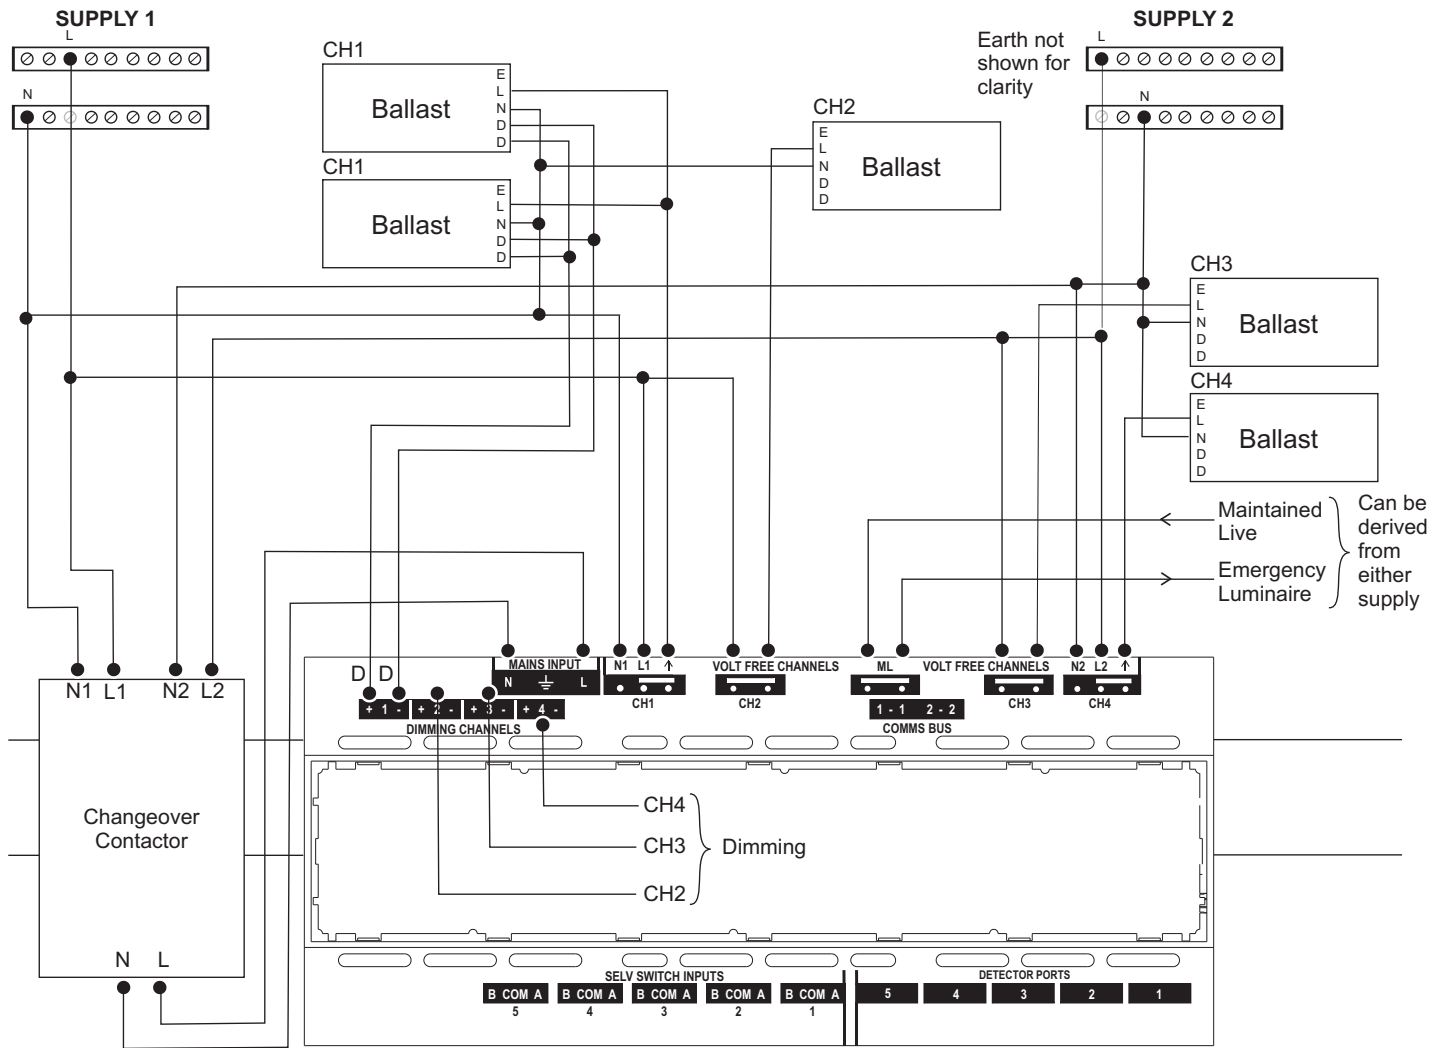 SUPPLY 1
L
N
SUPPLY 2
L
N
Earth not
shown for
clarity
CH1
Ballast
E
L
N
D
D
CH1
Ballast
E
L
N
D
D
CH2
E
L
N
D
D
Ballast
CH3
E
L
N
D
D
Ballast
CH4
E
L
N
D
D
Ballast
Maintained
Live
Emergency
Luminaire
Can be
derived
from
either
supply
N1 L1 N2 L2
Changeover
Contactor
N L
D D
MAINS INPUT
N L
N1 L1
CH1
VOLT FREE CHANNELS
CH2
ML
VOLT FREE CHANNELS
CH3
N2 L2
CH4
+ 1 - + 2 - + 3 - + 4 -
DIMMING CHANNELS
1 - 1 2 - 2
COMMS BUS
CH4
CH3
CH2
Dimming
SELV SWITCH INPUTS
B COM A B COM A B COM A B COM A B COM A
5 4 3 2 1
DETECTOR PORTS
5 4 3 2 1